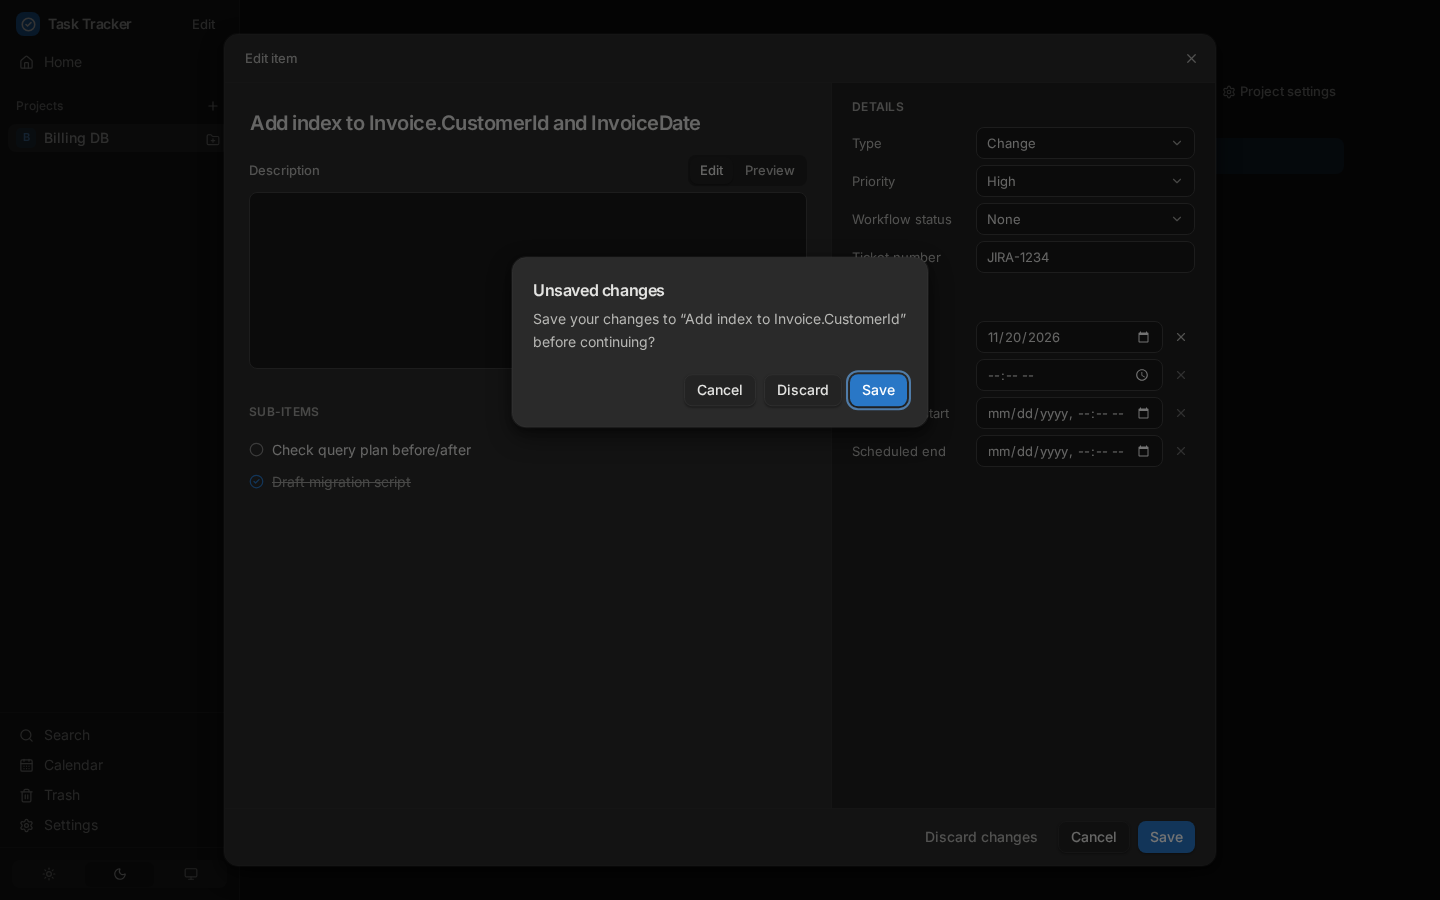 Task Tracker
Edit
Home
Projects
B Billing DB
Search
Calendar
Trash
Settings
Project settings
Edit item
Add index to Invoice.CustomerId and InvoiceDate
Description
Edit Preview
SUB-ITEMS
Check query plan before/after
Draft migration script
DETAILS
Type Change
Priority High
Workflow status None
Ticket number JIRA-1234
11/20/2026
--:-- --
tart mm/dd/yyyy, --:-- --
Scheduled end mm/dd/yyyy, --:-- --
Unsaved changes
Save your changes to “Add index to Invoice.CustomerId”
before continuing?
Cancel Discard Save
Discard changes Cancel Save